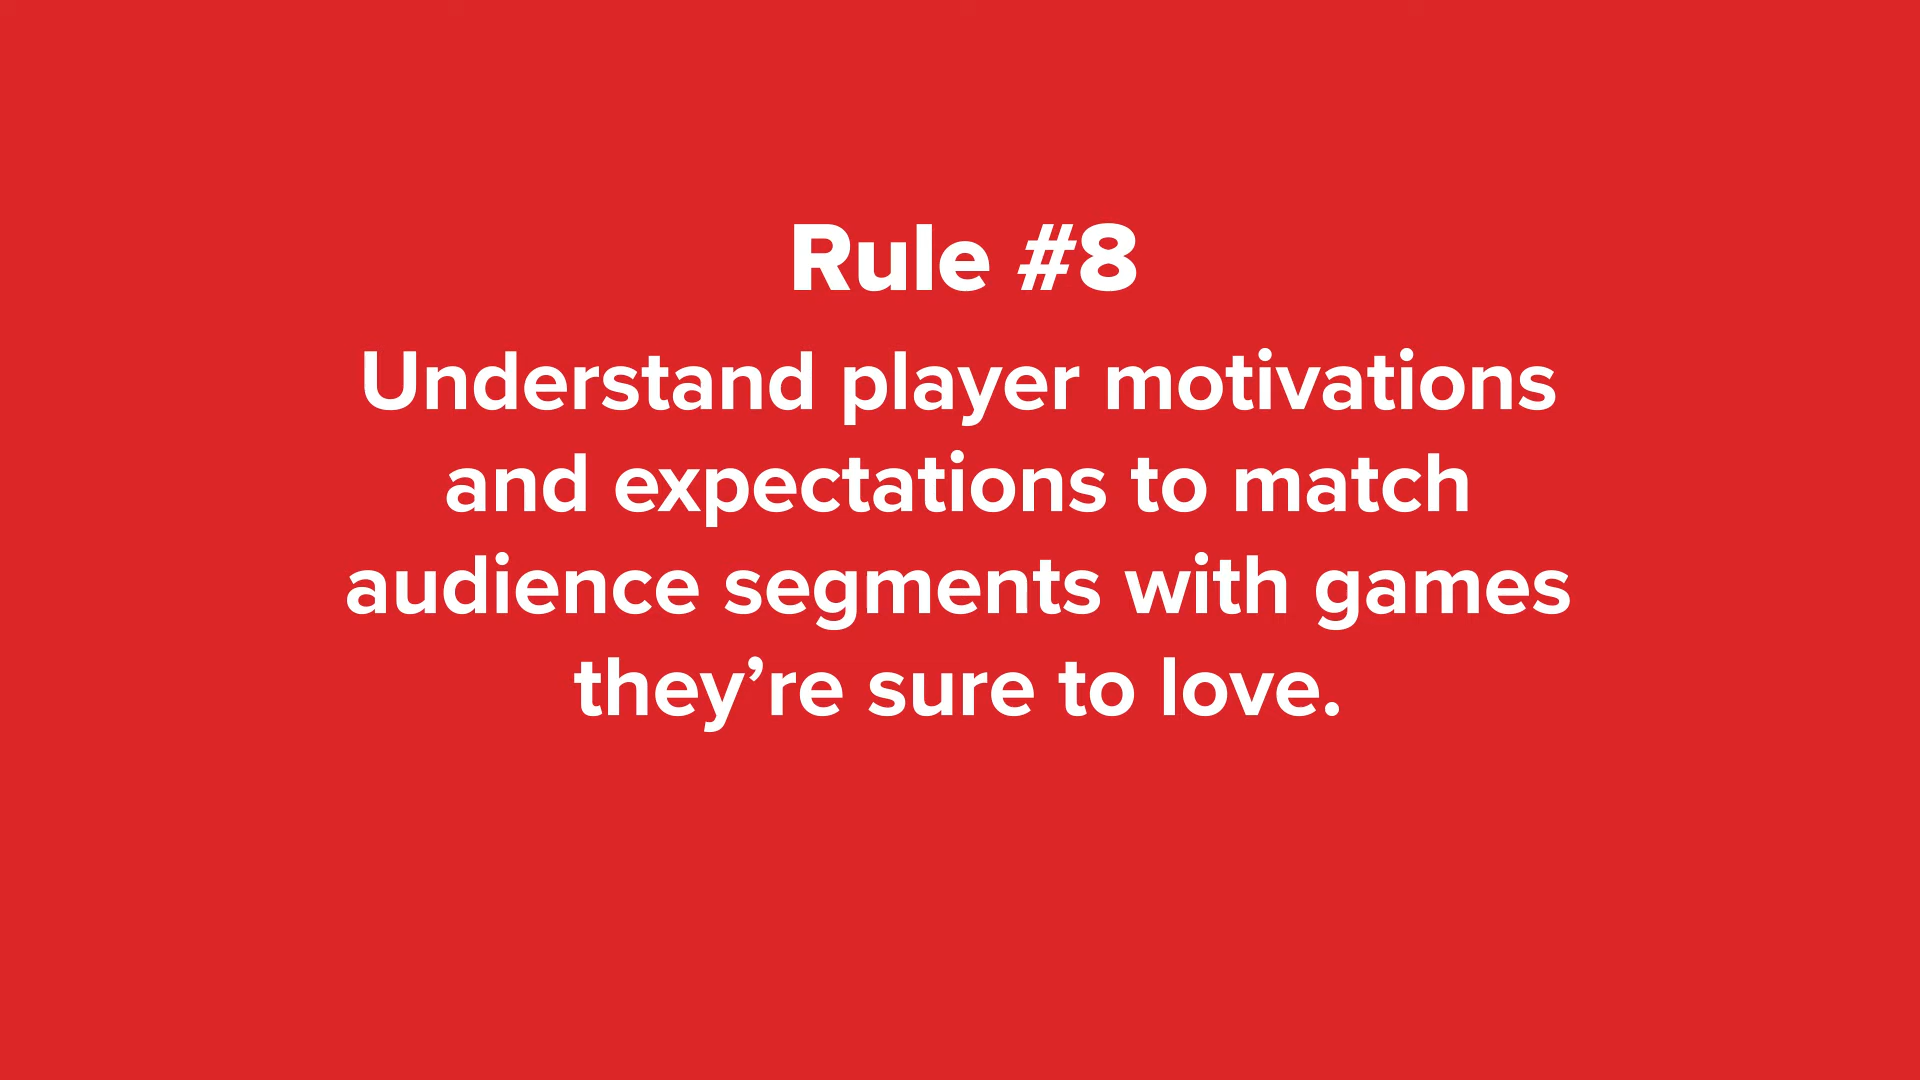 Rule #8
Understand player motivations
and expectations to match
audience segments with games
they’re sure to love.